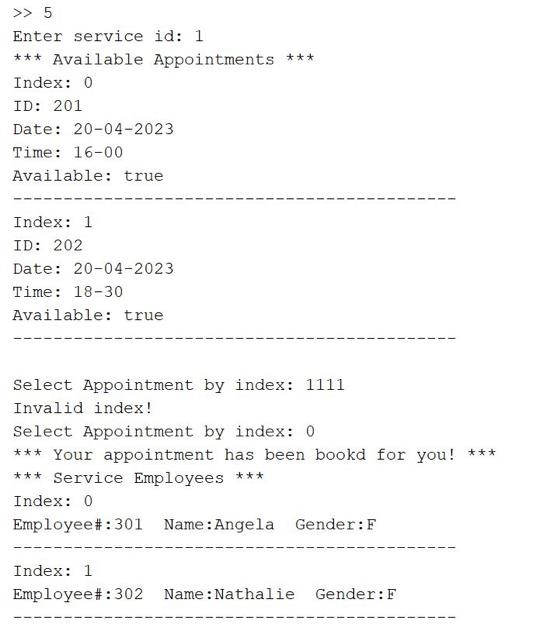 >> 5
Enter service id: 1
*** Available Appointments ***
Index: 0
ID: 201
Date: 20-04-2023
Time: 16-00
Available: true
--------------------------------------------
Index: 1
ID: 202
Date: 20-04-2023
Time: 18-30
Available: true
--------------------------------------------
Select Appointment by index: 1111
Invalid index!
Select Appointment by index: 0
*** Your appointment has been bookd for you! ***
*** Service Employees ***
Index: 0
Employee#:301  Name:Angela  Gender:F
--------------------------------------------
Index: 1
Employee#:302  Name:Nathalie  Gender:F
--------------------------------------------